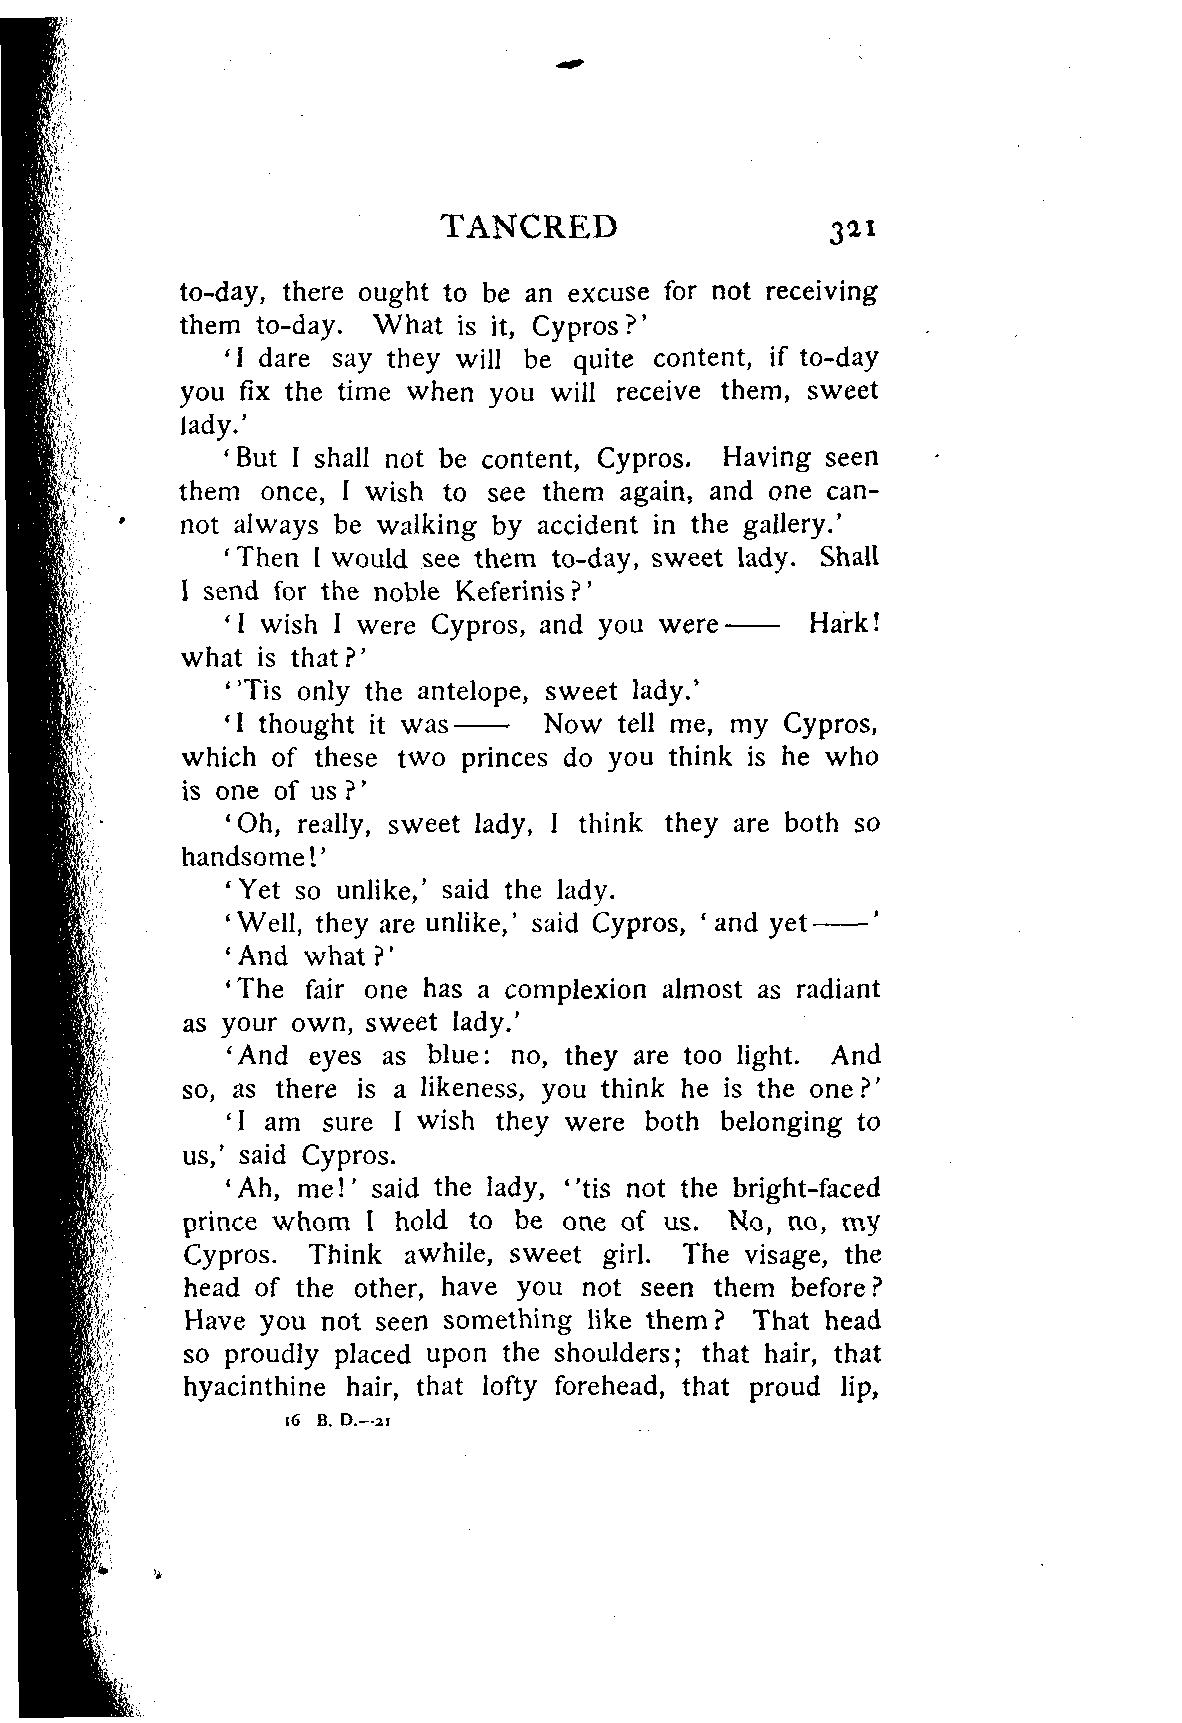 TANCRED 321
to-day, there ought to be an excuse for not receiving
them to-day. What is it, Cypros?'
'I dare say they will be quite content, if to-day
you fix the time when you will receive them, sweet
lady.'
'But I shall not be content, Cypros. Having seen
them once, I wish to see them again, and one can-
not always be walking by accident in the gallery.'
'Then I would see them to-day, sweet lady. Shall
I send for the noble Keferinis?'
'I wish I were Cypros, and you were—— Hark!
what is that?'
''Tis only the antelope, sweet lady.'
'I thought it was—— Now tell me, my Cypros,
which of these two princes do you think is he who
is one of us?'
'Oh, really, sweet lady, I think they are both so
handsome!'
'Yet so unlike,' said the lady.
'Well, they are unlike,' said Cypros, 'and yet——'
'And what?'
'The fair one has a complexion almost as radiant
as your own, sweet lady.'
'And eyes as blue: no, they are too light. And
so, as there is a likeness, you think he is the one?'
'I am sure I wish they were both belonging to
us,' said Cypros.
'Ah, me!' said the lady, ''tis not the bright-faced
prince whom I hold to be one of us. No, no, my
Cypros. Think awhile, sweet girl. The visage, the
head of the other, have you not seen them before?
Have you not seen something like them? That head
so proudly placed upon the shoulders; that hair, that
hyacinthine hair, that lofty forehead, that proud lip,
16 B. D.—21